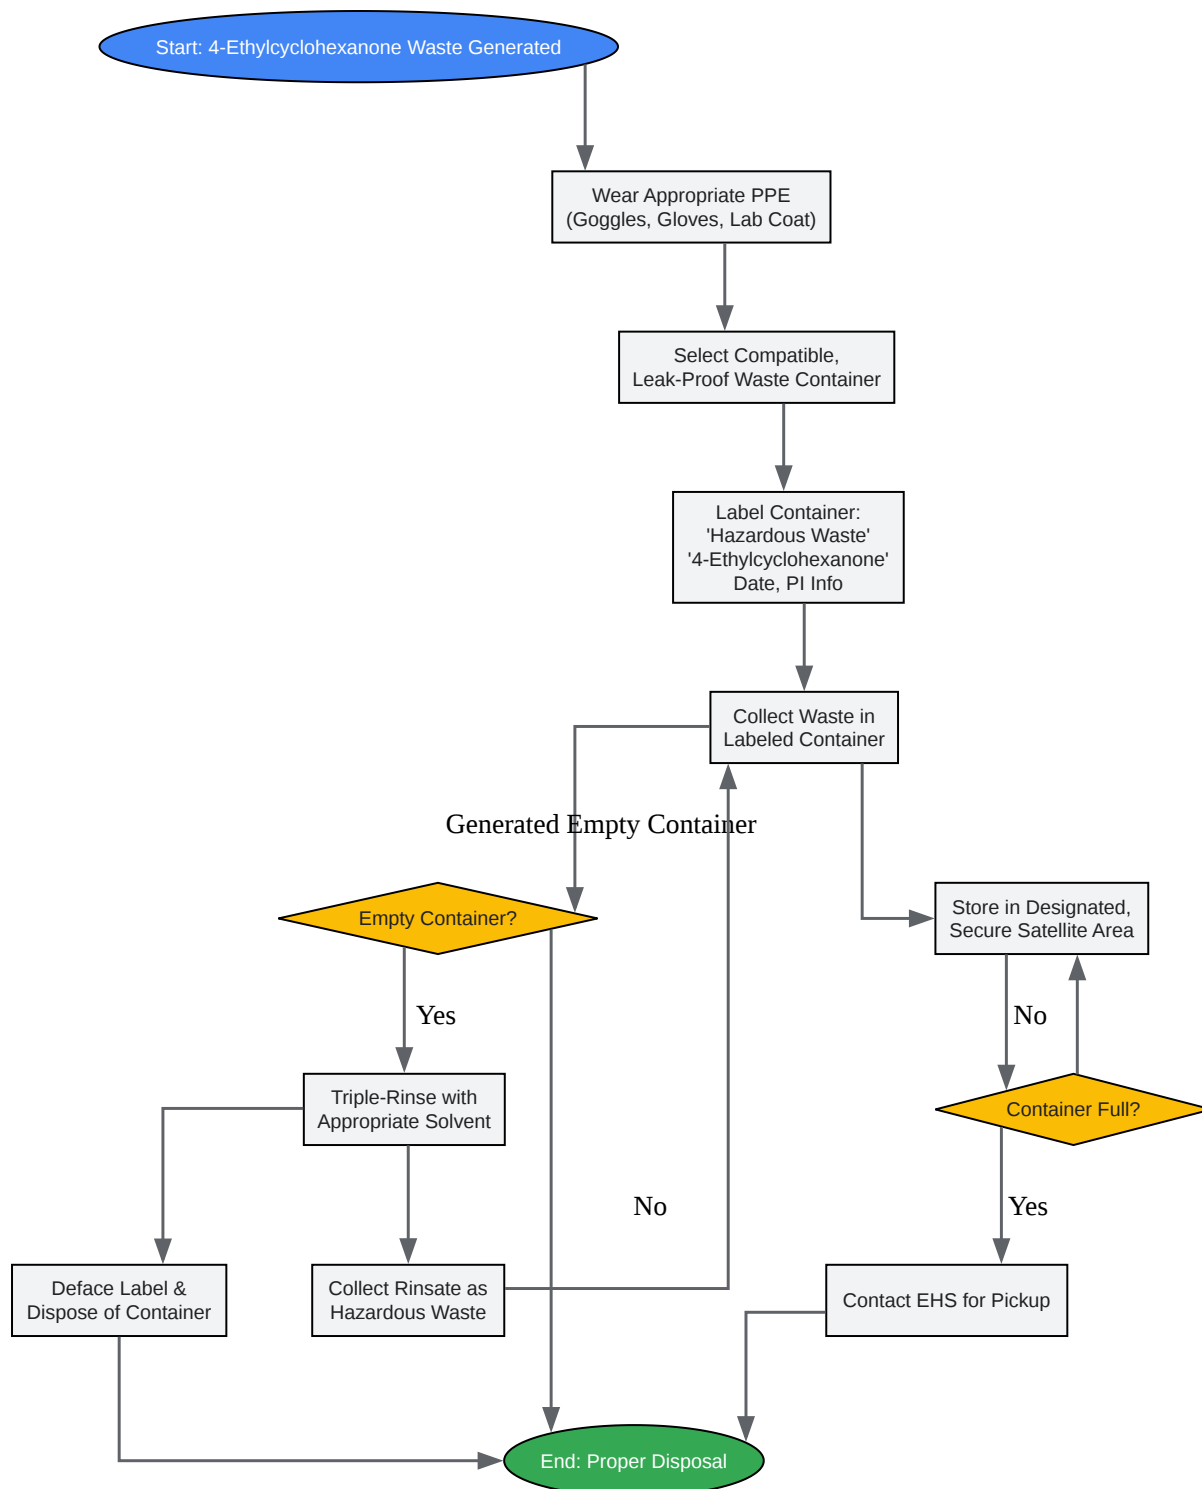 Start: 4-Ethylcyclohexanone Waste Generated
Wear Appropriate PPE
(Goggles, Gloves, Lab Coat)
Select Compatible,
Leak-Proof Waste Container
Label Container:
'Hazardous Waste'
'4-Ethylcyclohexanone'
Date, PI Info
Collect Waste in
Labeled Container
Generated Empty Container
Empty Container?
Store in Designated,
Secure Satellite Area
Yes
No
Triple-Rinse with
Appropriate Solvent
Container Full?
No
Yes
Deface Label &
Dispose of Container
Collect Rinsate as
Hazardous Waste
Contact EHS for Pickup
End: Proper Disposal